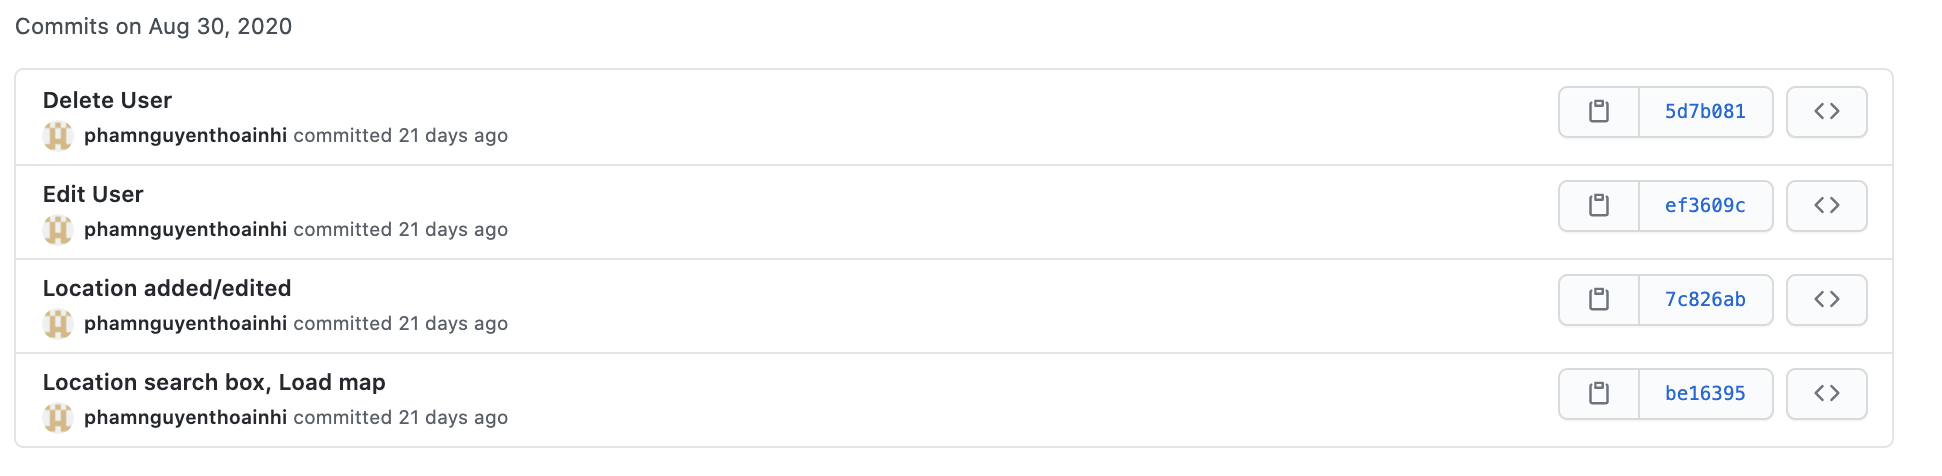 Commits on Aug 30, 2020
Delete User
phamnguyenthoainhi committed 21 days ago
5d7b081
Edit User
phamnguyenthoainhi committed 21 days ago
ef3609c
Location added/edited
phamnguyenthoainhi committed 21 days ago
7c826ab
Location search box, Load map
phamnguyenthoainhi committed 21 days ago
be16395